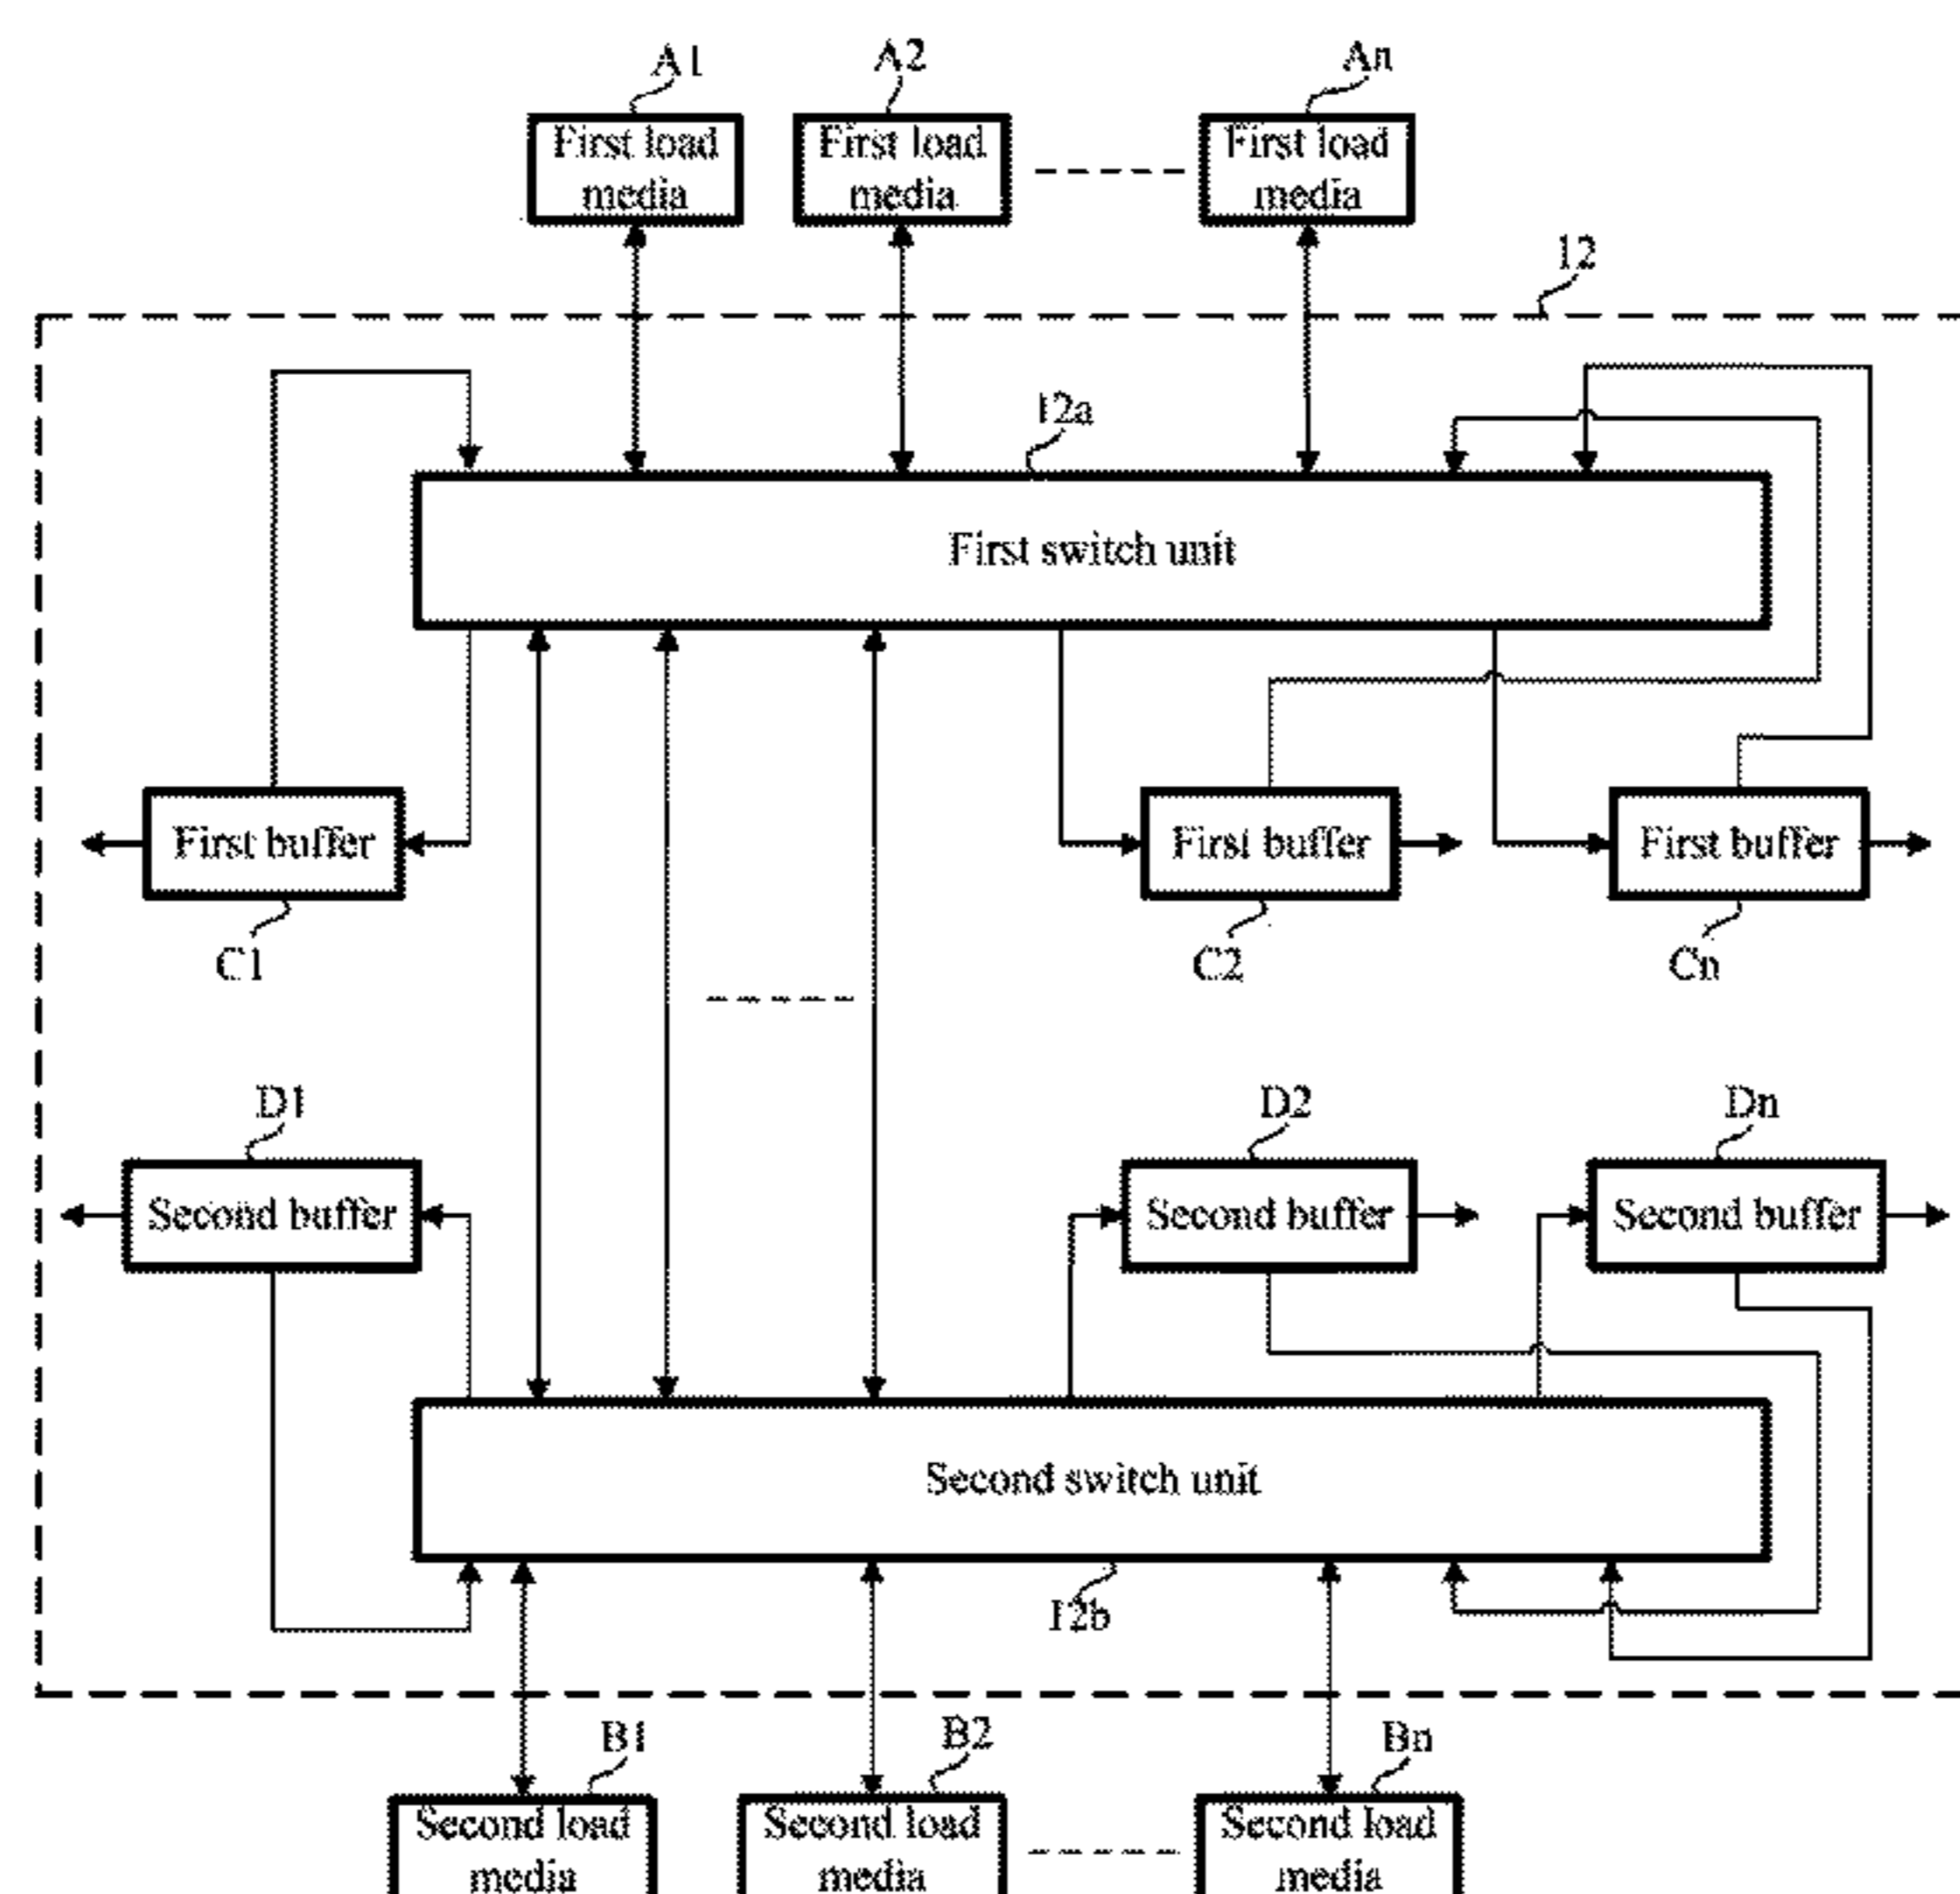 A1
A2
An
First load
media
First load
media
First load
media
12
12a
First switch unit
First buffer
First buffer
First buffer
C1
C2
Cn
D1
D2
Dn
Second buffer
Second buffer
Second buffer
Second switch unit
12b
B1
B2
Bn
Second load
media
Second load
media
Second load
media